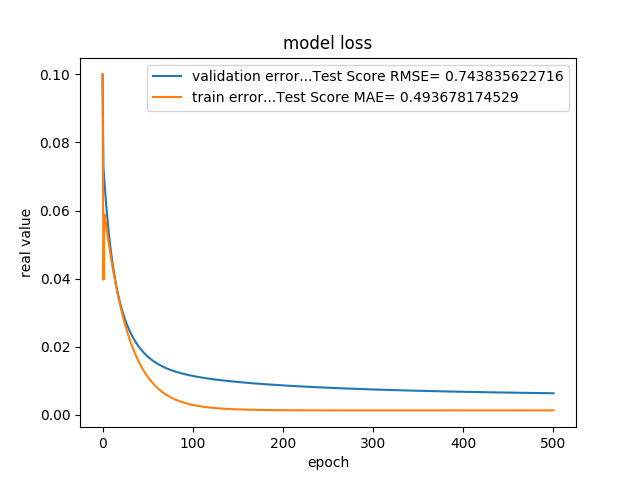 model loss
validation error...Test Score RMSE= 0.743835622716
train error...Test Score MAE= 0.493678174529
real value
0.10
0.08
0.06
0.04
0.02
0.00
0 100 200 300 400 500
epoch